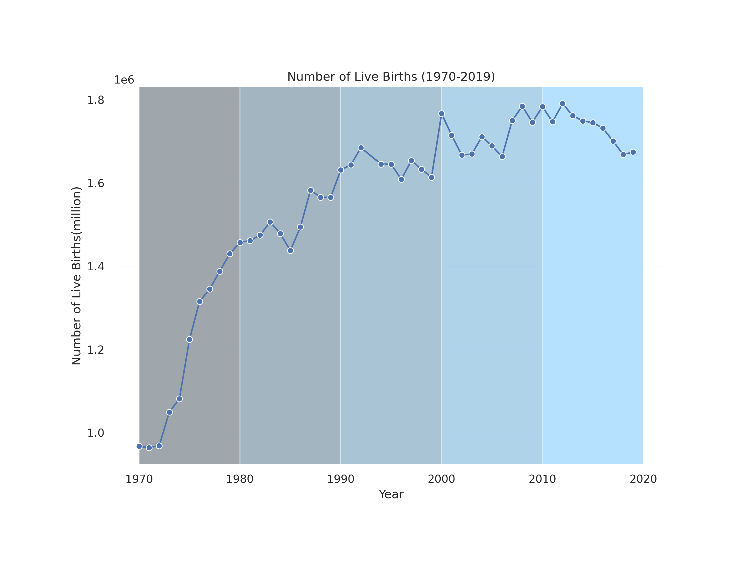 Number of Live Births (1970-2019)
1e6
1.8
1.6
1.4
1.2
1.0
Number of Live Births(million)
1970 1980 1990 2000 2010 2020
Year